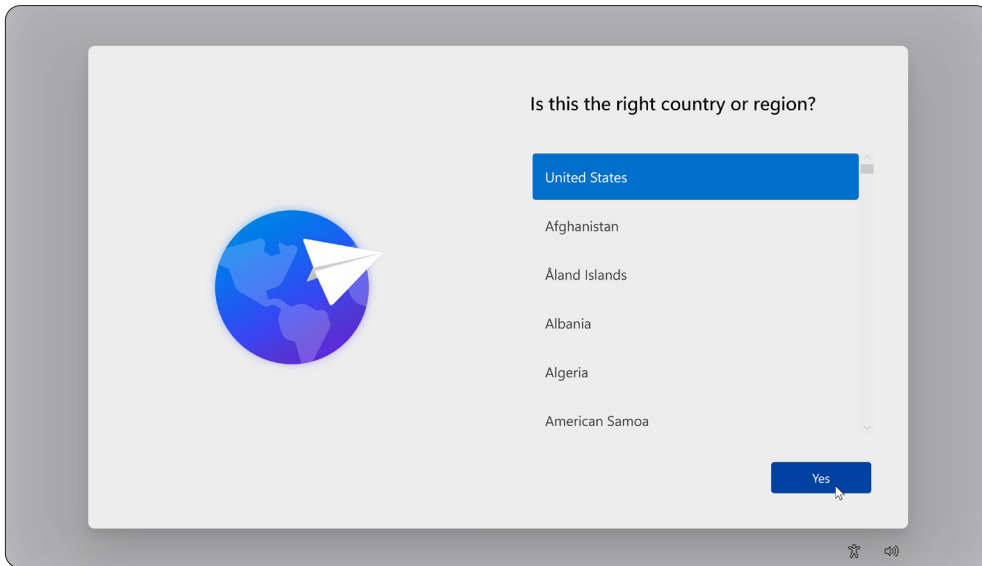 Is this the right country or region?
United States
Afghanistan
Åland Islands
Albania
Algeria
American Samoa
Yes